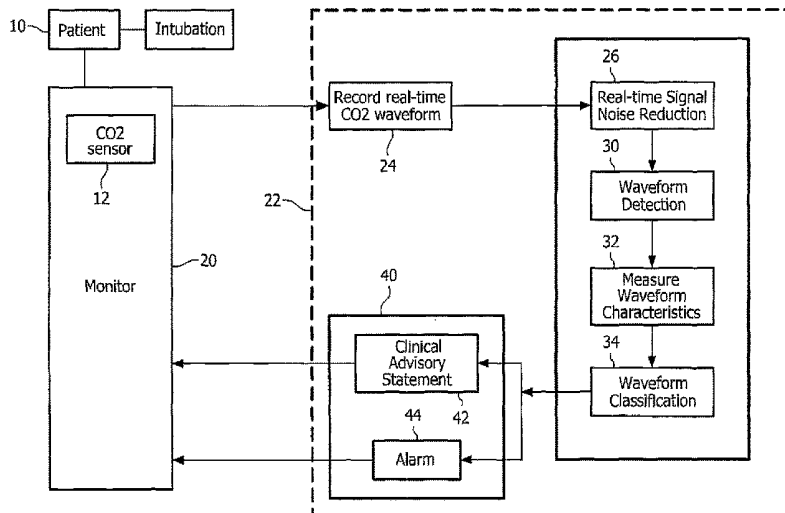 10
Patient
Intubation
CO2
sensor
12
20
Monitor
22
Record real-time
CO2 waveform
24
26
Real-time Signal
Noise Reduction
30
Waveform
Detection
32
Measure
Waveform
Characteristics
34
Waveform
Classification
40
Clinical
Advisory
Statement
42
44
Alarm